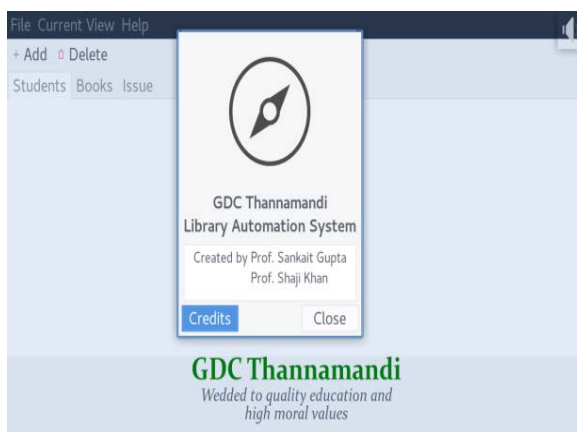 File Current View Help
+ Add Delete
Students Books Issue
GDC Thannamandi
Library Automation System
Created by Prof. Sankait Gupta
Prof. Shaji Khan
Credits Close
GDC Thannamandi
Wedded to quality education and
high moral values